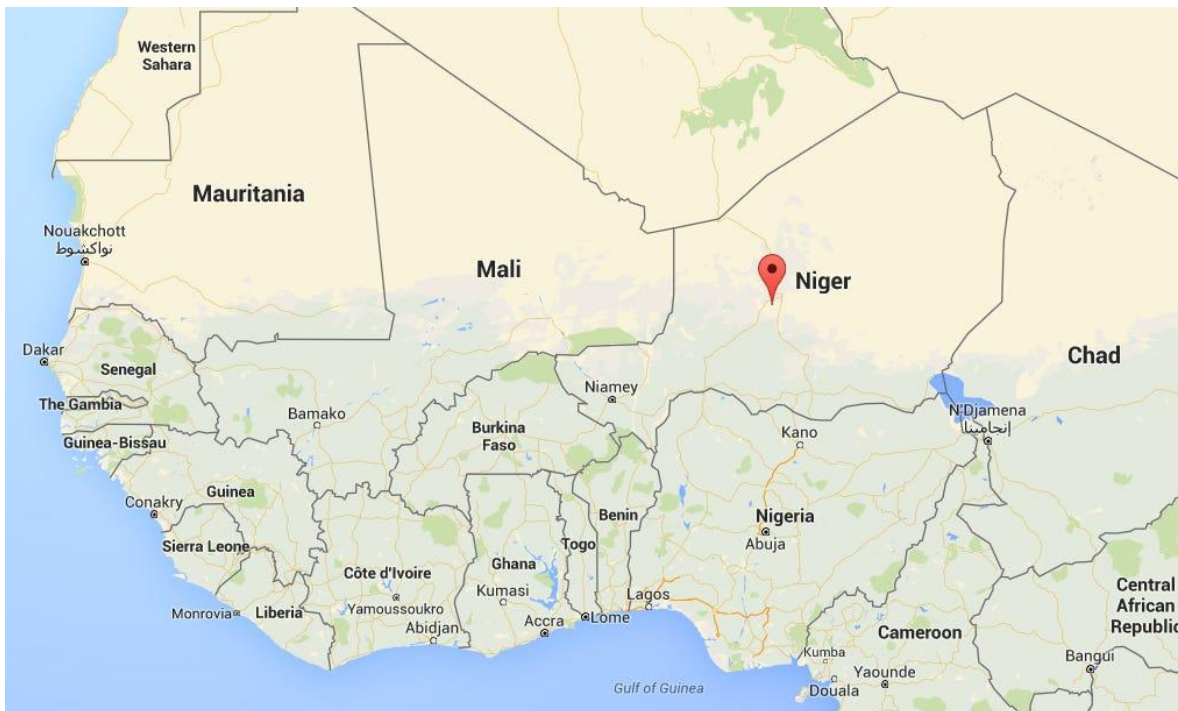 Western
Sahara
Mauritania
Nouakchott
نواكشوط
Mali
Niger
Chad
Dakar
Senegal
The Gambia
Guinea-Bissau
Bamako
Burkina
Faso
Niamey
Kano
N'Djamena
إنجامينا
Conakry
Guinea
Sierra Leone
Monrovia
Liberia
Côte d'Ivoire
Yamoussoukro
Abidjan
Ghana
Kumasi
Accra
Togo
Lome
Benin
Lagos
Nigeria
Abuja
Cameroon
Kumba
Douala
Yaounde
Central
African
Republic
Bangui
Gulf of Guinea